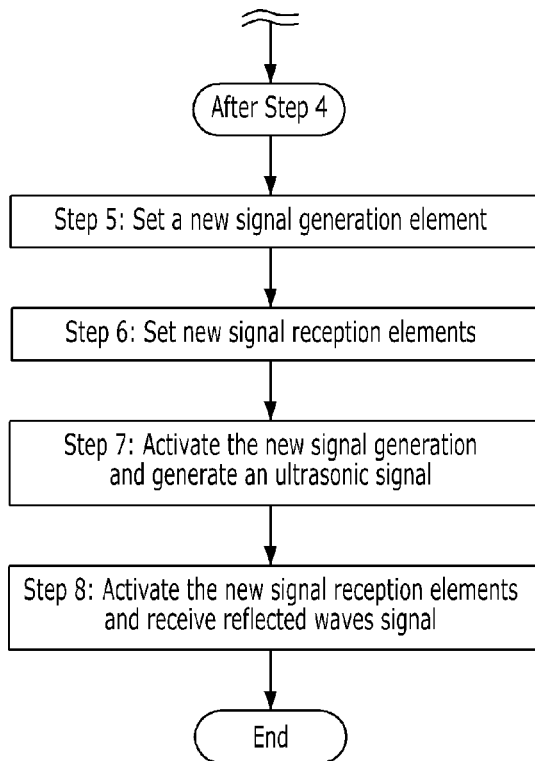 After Step 4
Step 5: Set a new signal generation element
Step 6: Set new signal reception elements
Step 7: Activate the new signal generation
and generate an ultrasonic signal
Step 8: Activate the new signal reception elements
and receive reflected waves signal
End